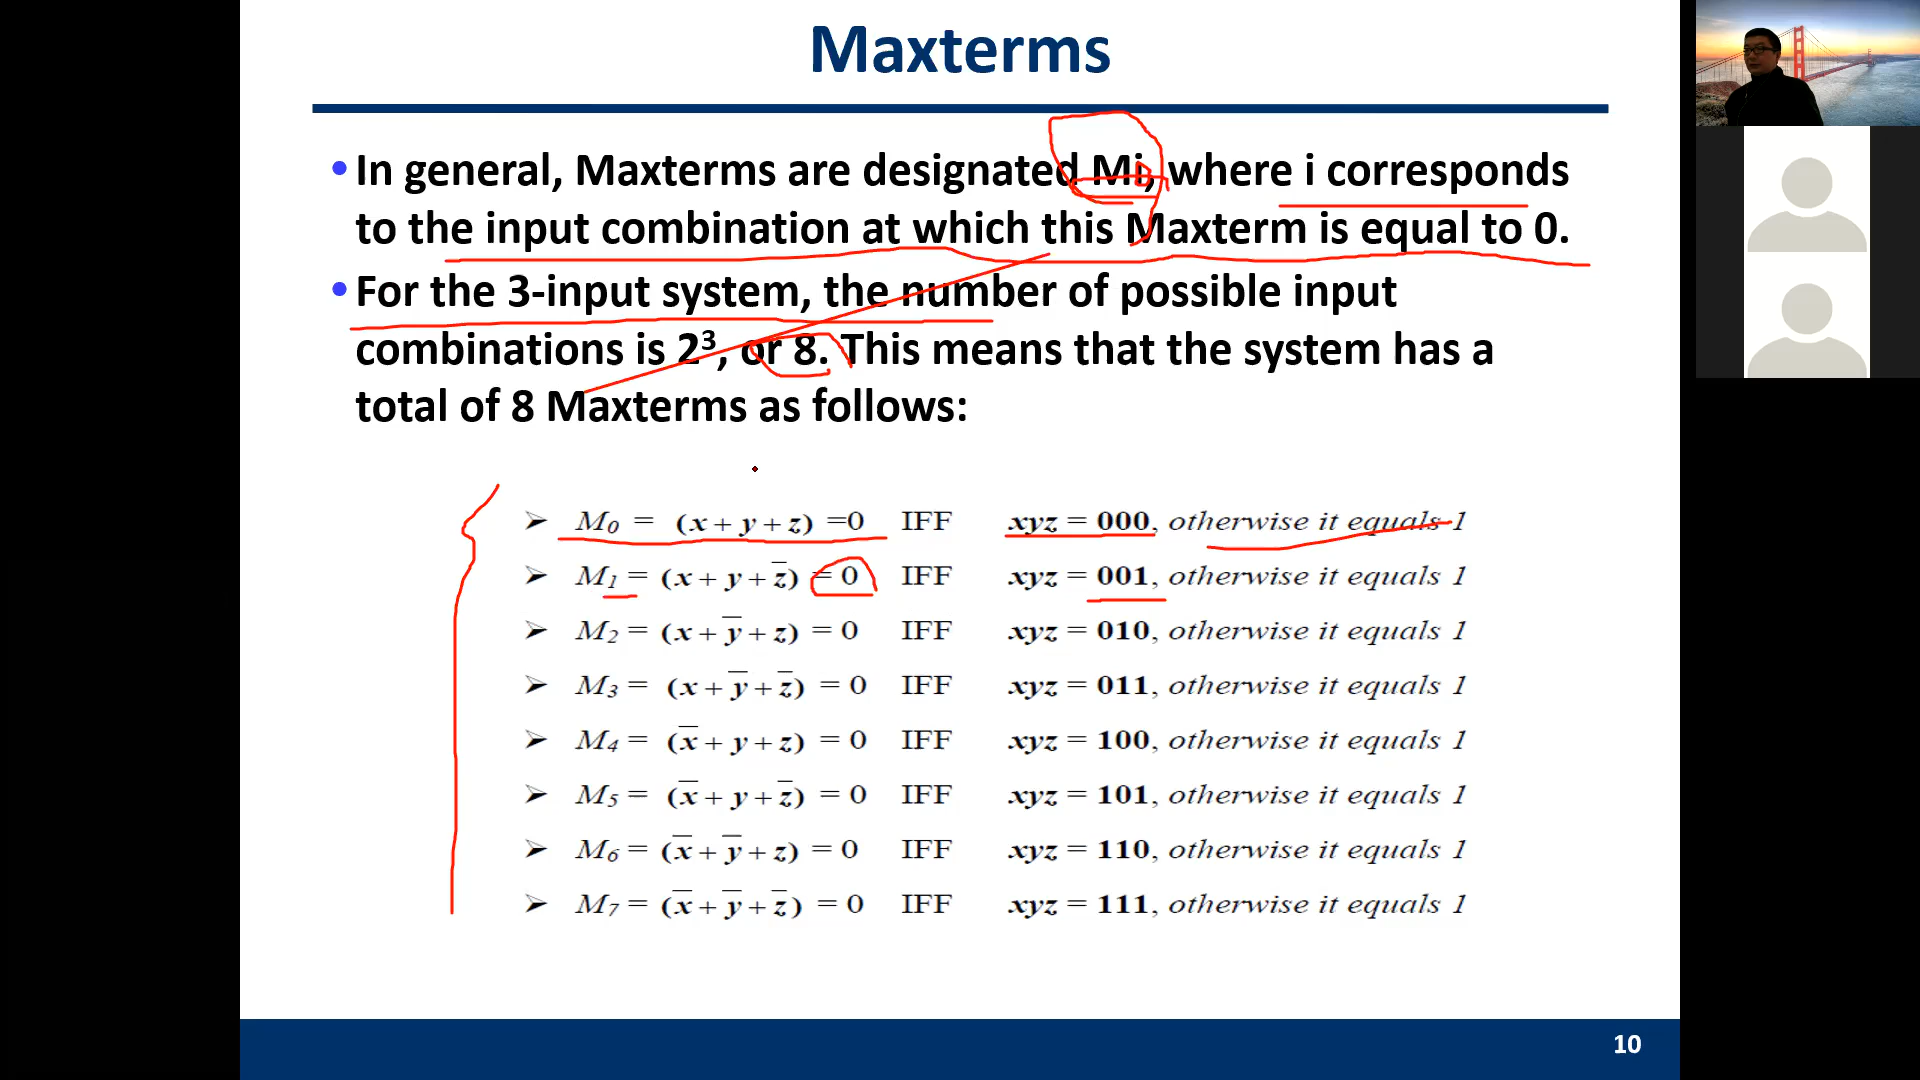 Maxterms
• In general, Maxterms are designated Mi, where i corresponds
to the input combination at which this Maxterm is equal to 0.
• For the 3-input system, the number of possible input
combinations is 2³, or 8. This means that the system has a
total of 8 Maxterms as follows:
➢ M₀ = (x + y + z) =0 IFF xyz = 000, otherwise it equals 1
➢ M₁ = (x + y + z̅) = 0 IFF xyz = 001, otherwise it equals 1
➢ M₂ = (x + y̅ + z) = 0 IFF xyz = 010, otherwise it equals 1
➢ M₃ = (x + y̅ + z̅) = 0 IFF xyz = 011, otherwise it equals 1
➢ M₄ = (x̅ + y + z) = 0 IFF xyz = 100, otherwise it equals 1
➢ M₅ = (x̅ + y + z̅) = 0 IFF xyz = 101, otherwise it equals 1
➢ M₆ = (x̅ + y̅ + z) = 0 IFF xyz = 110, otherwise it equals 1
➢ M₇ = (x̅ + y̅ + z̅) = 0 IFF xyz = 111, otherwise it equals 1
10